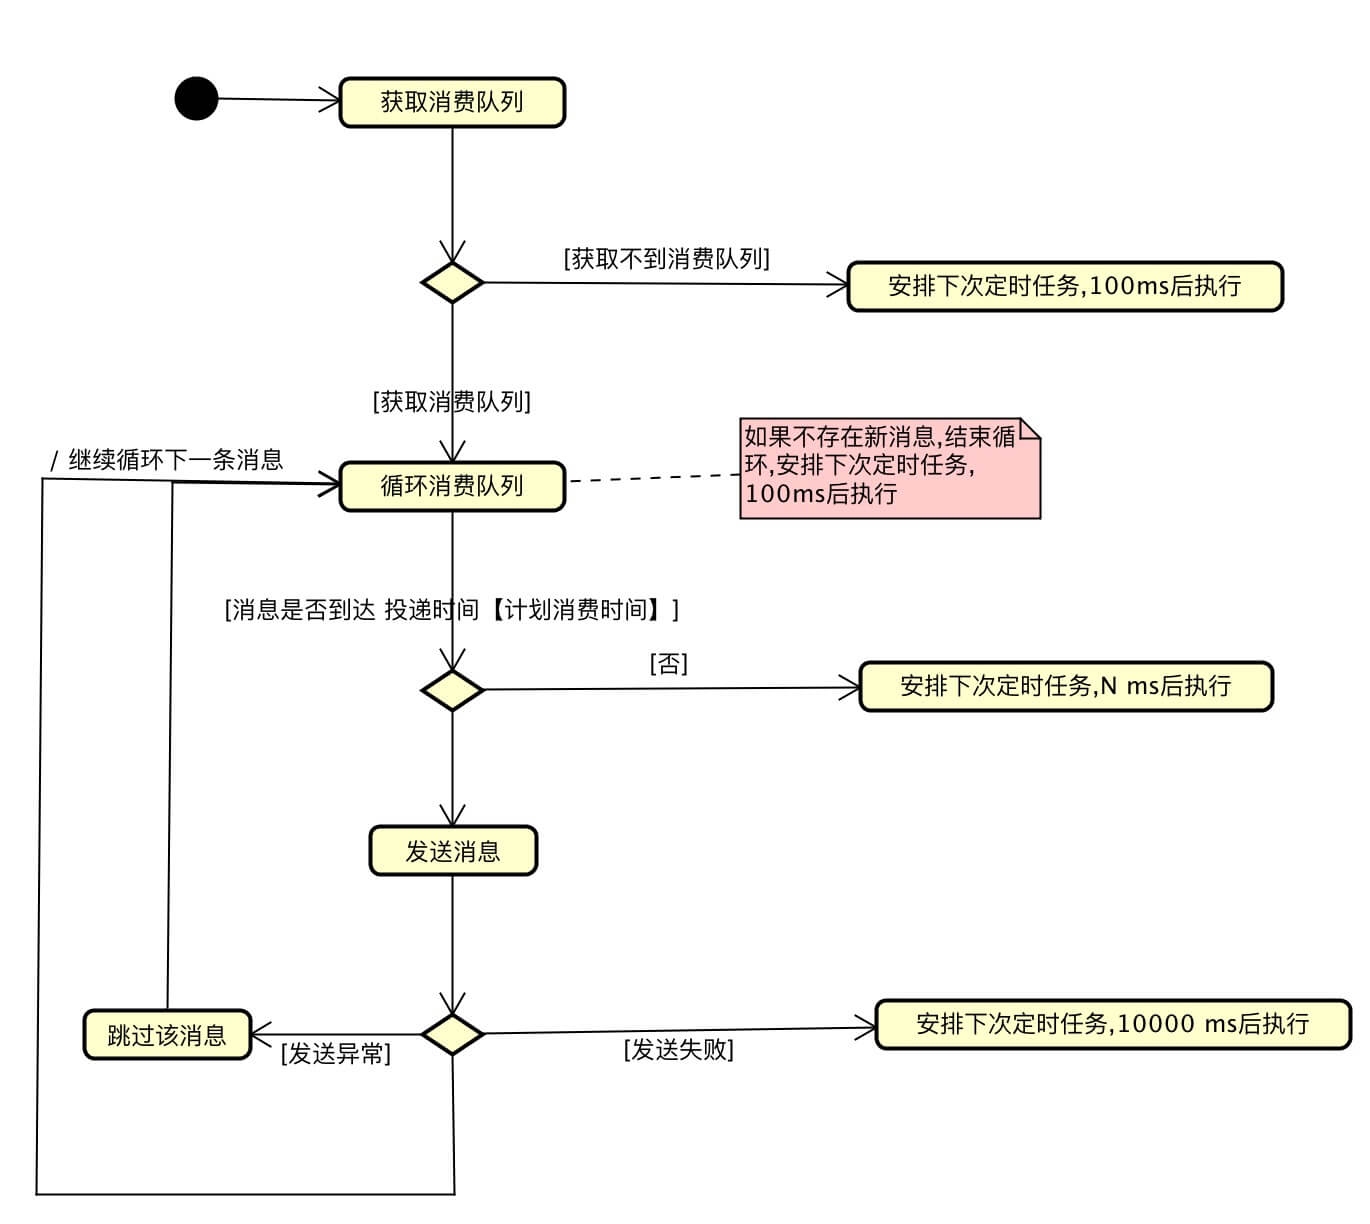 获取消费队列
[获取不到消费队列]
安排下次定时任务,100ms后执行
[获取消费队列]
如果不存在新消息,结束循
环,安排下次定时任务,
100ms后执行
/ 继续循环下一条消息
循环消费队列
[消息是否到达 投递时间【计划消费时间】]
[否]
安排下次定时任务,N ms后执行
发送消息
安排下次定时任务,10000 ms后执行
跳过该消息
[发送异常]
[发送失败]